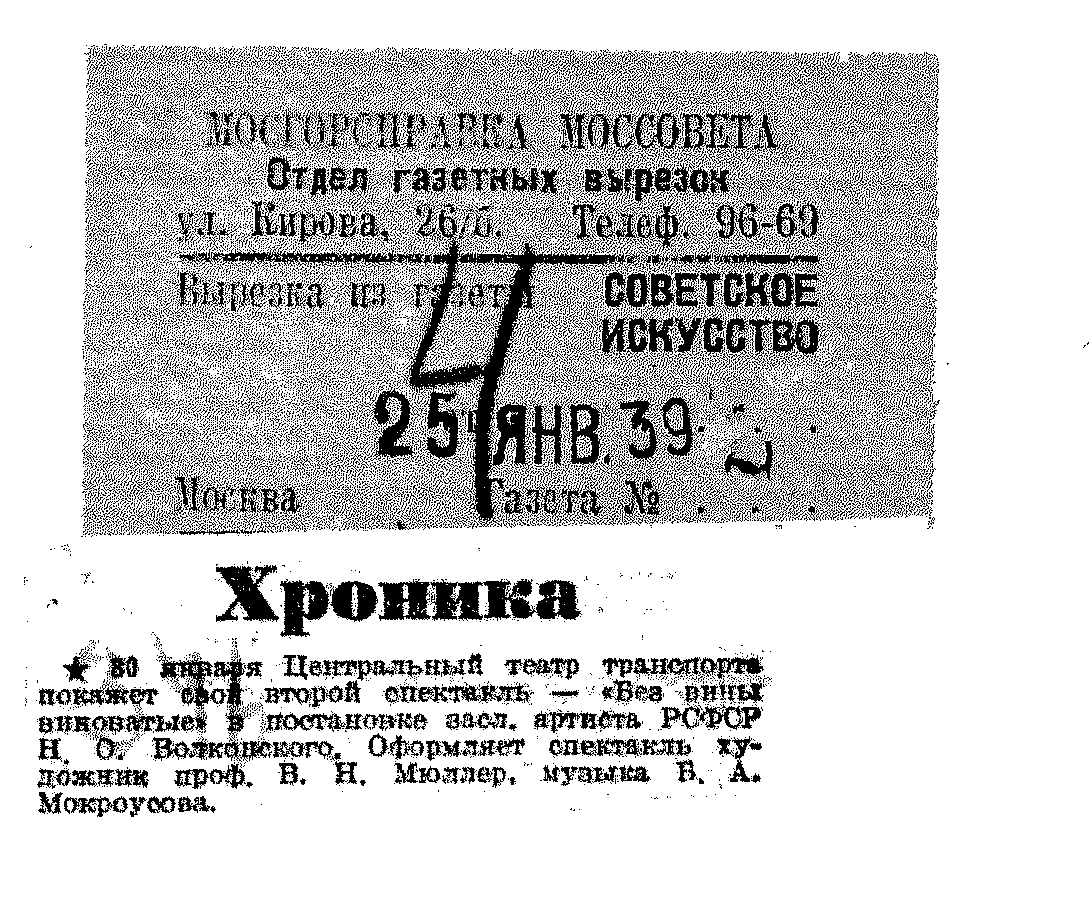 МОСГОРСПРАВКА МОССОВЕТА
Отдел газетных вырезок
ул. Кирова, 26/б. Телеф. 96-69
Вырезка из газеты СОВЕТСКОЕ
ИСКУССТВО
25 ЯНВ. 39
Москва Газета №
Хроника
★ 30 января Центральный театр транспорта
покажет свой второй спектакль — «Без вины
виноватые» в постановке засл. артиста РСФСР
Н. О. Волконского. Оформляет спектакль ху-
дожник проф. В. Н. Мюллер, музыка Б. А.
Мокроусова.